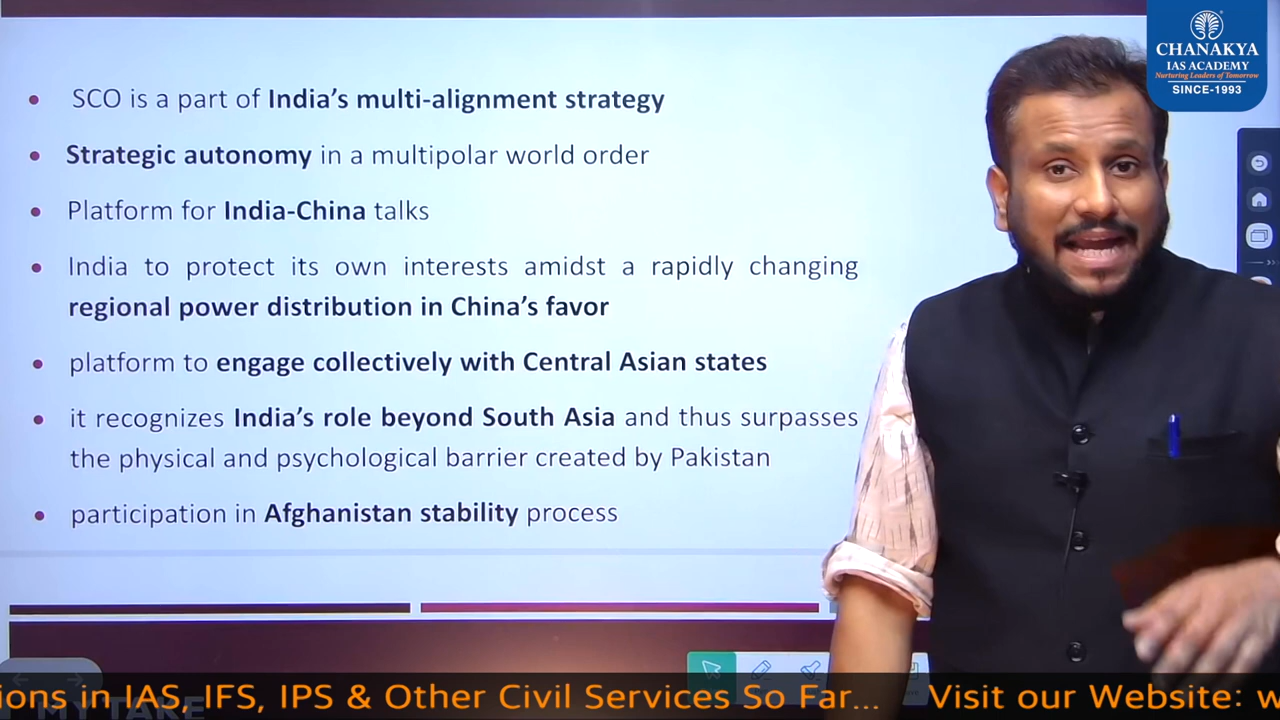 CHANAKYA
IAS ACADEMY
Nurturing Leaders of Tomorrow
SINCE-1993
• SCO is a part of India’s multi-alignment strategy
• Strategic autonomy in a multipolar world order
• Platform for India-China talks
• India to protect its own interests amidst a rapidly changing
regional power distribution in China’s favor
• platform to engage collectively with Central Asian states
• it recognizes India’s role beyond South Asia and thus surpasses
the physical and psychological barrier created by Pakistan
• participation in Afghanistan stability process
MY TAKE
ions in IAS, IFS, IPS & Other Civil Services So Far... Visit our Website: w